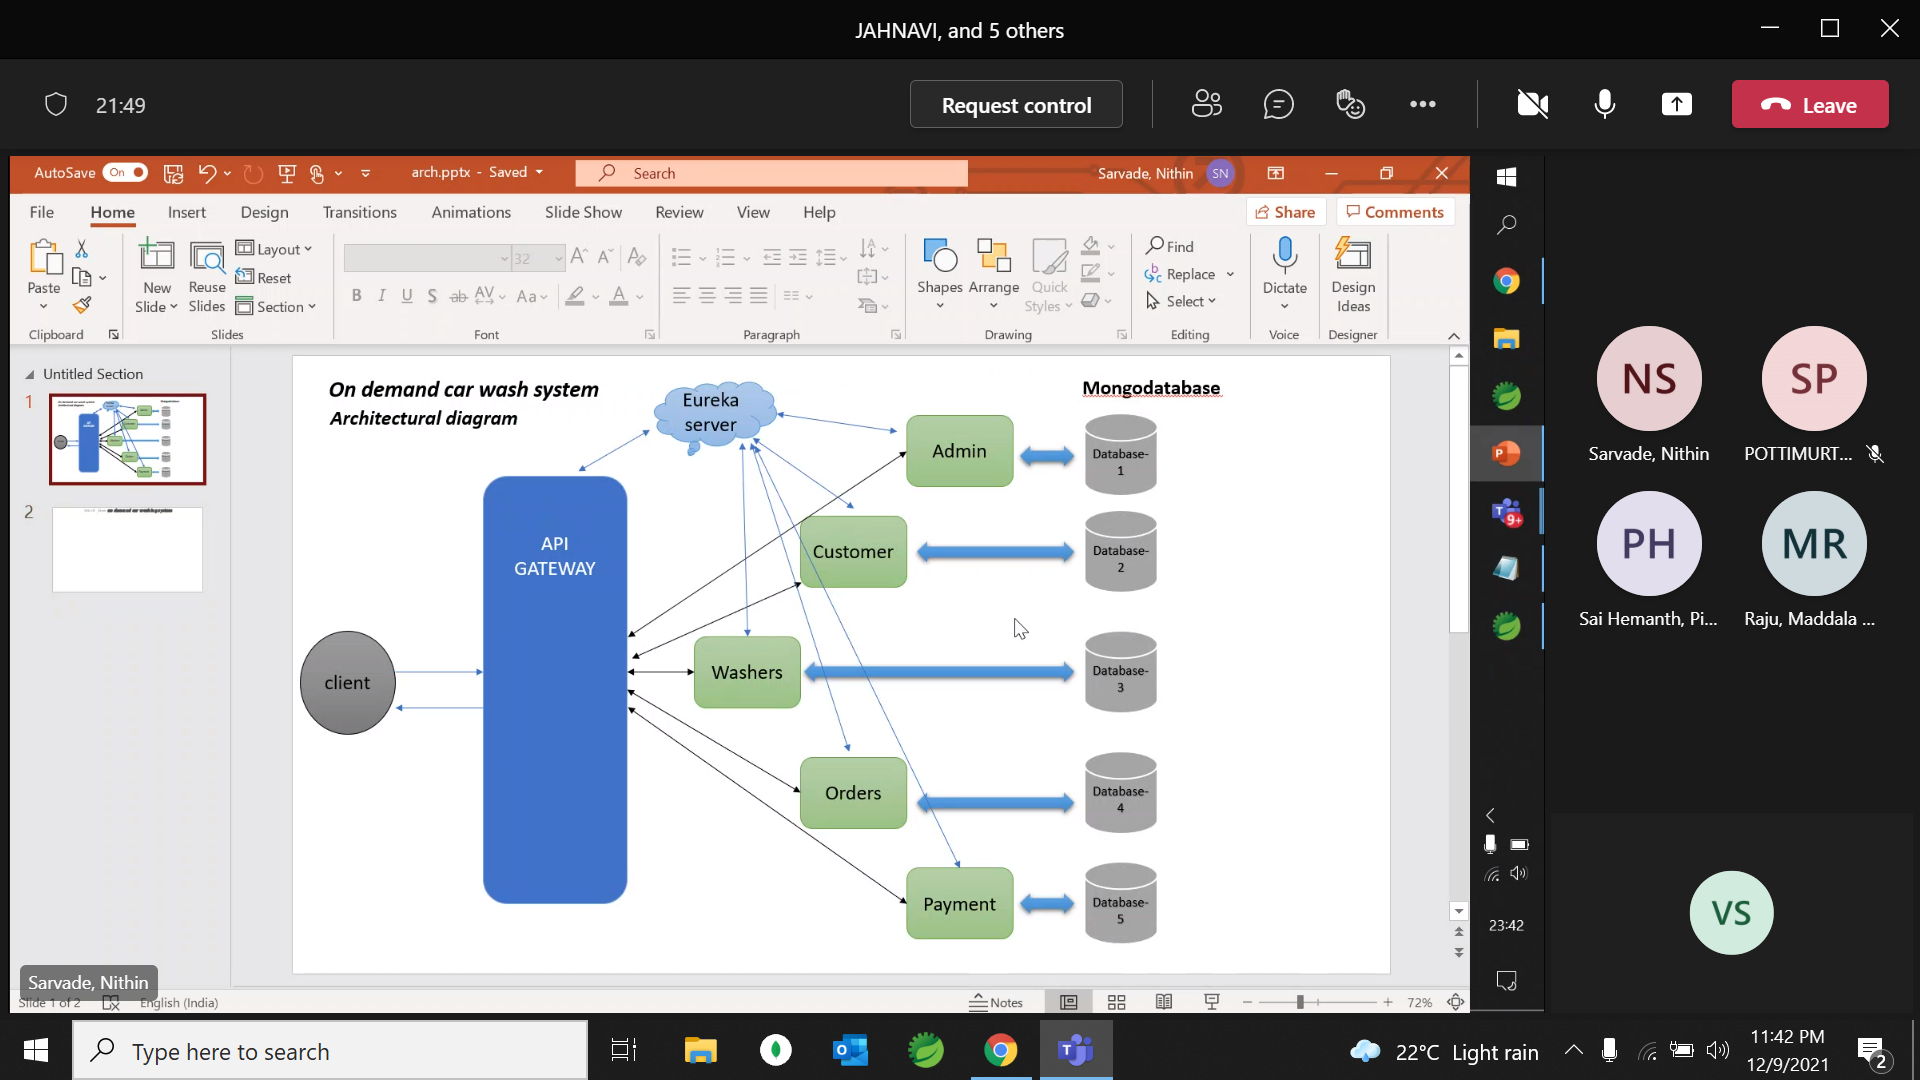 JAHNAVI, and 5 others
21:49
Request control
Leave
AutoSave On
arch.pptx - Saved
Search
Sarvade, Nithin SN
File Home Insert Design Transitions Animations Slide Show Review View Help
Share Comments
Paste
New
Slide
Reuse
Slides
Layout
Reset
Section
32
B I U S ab AV Aa A
Shapes Arrange Quick
Styles
Find
Replace
Select
Dictate
Design
Ideas
Clipboard Slides Font Paragraph Drawing Editing Voice Designer
Untitled Section
1
2
On demand car wash system
Architectural diagram
Eureka
server
Mongodatabase
Admin
Database-
1
API
GATEWAY
Customer
Database-
2
client
Washers
Database-
3
Orders
Database-
4
Payment
Database-
5
NS
Sarvade, Nithin
SP
POTTIMURT...
PH
Sai Hemanth, Pi...
MR
Raju, Maddala ...
VS
9+
23:42
Sarvade, Nithin
Slide 1 of 2 English (India)
Notes
72%
Type here to search
22°C Light rain
11:42 PM
12/9/2021
2